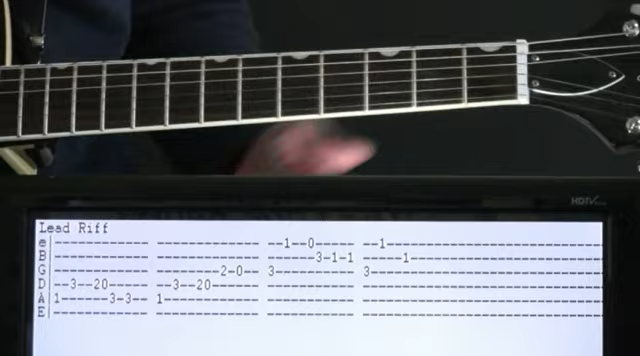 HDTV
Lead Riff
e|--------------- --------------- --1--0------ --1---------------------------
B|--------------- --------------- -------3-1-1 ------1-----------------------
G|--------------- ----------2-0-- 3----------- 3-----------------------------
D|--3--20-------- --3--20-------- ------------ ------------------------------
A|1-------3-3-- 1-------------- ------------ ------------------------------
E|--------------- --------------- ------------ ------------------------------